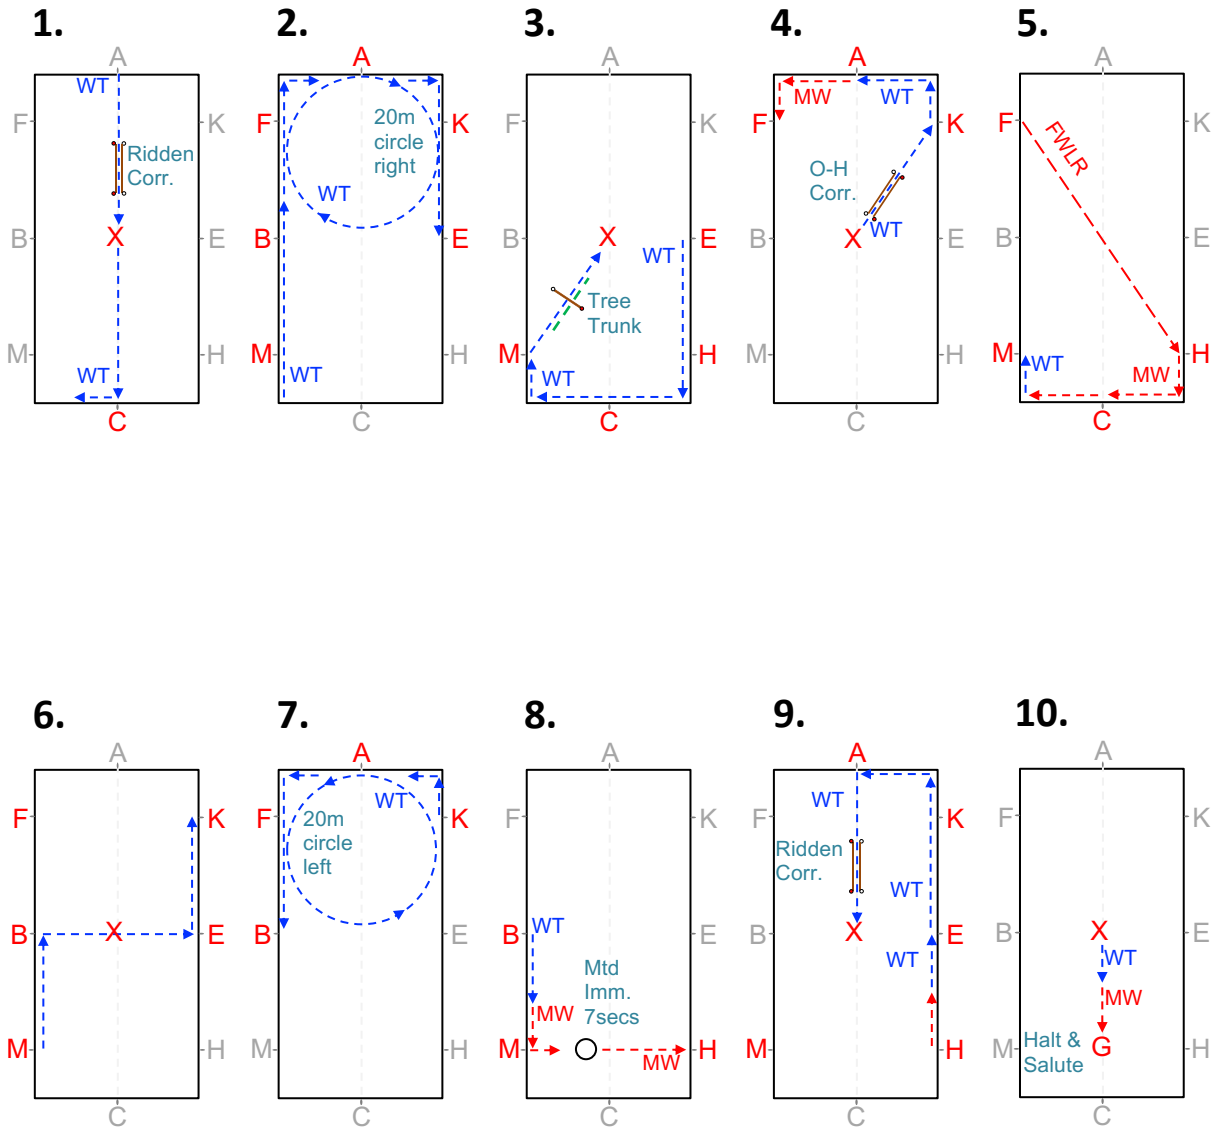 1.
A
WT
F
K
Ridden
Corr.
X
B
E
M
H
WT
C
2.
A
20m
circle
right
F
K
WT
B
E
M
H
WT
C
3.
A
F
K
B
X
E
WT
Tree
Trunk
M
H
WT
C
4.
A
MW
WT
F
K
O-H
Corr.
WT
B
X
E
M
H
C
5.
A
F
K
FWLR
B
E
M
H
WT
MW
C
6.
A
F
K
B
X
E
M
H
C
7.
A
WT
F
K
20m
circle
left
B
E
M
H
C
8.
A
F
K
WT
B
E
Mtd
Imm.
7secs
MW
M
H
MW
C
9.
A
WT
F
K
Ridden
Corr.
WT
B
X
E
WT
M
H
C
10.
A
F
K
B
X
E
WT
MW
Halt &
Salute
M
G
H
C